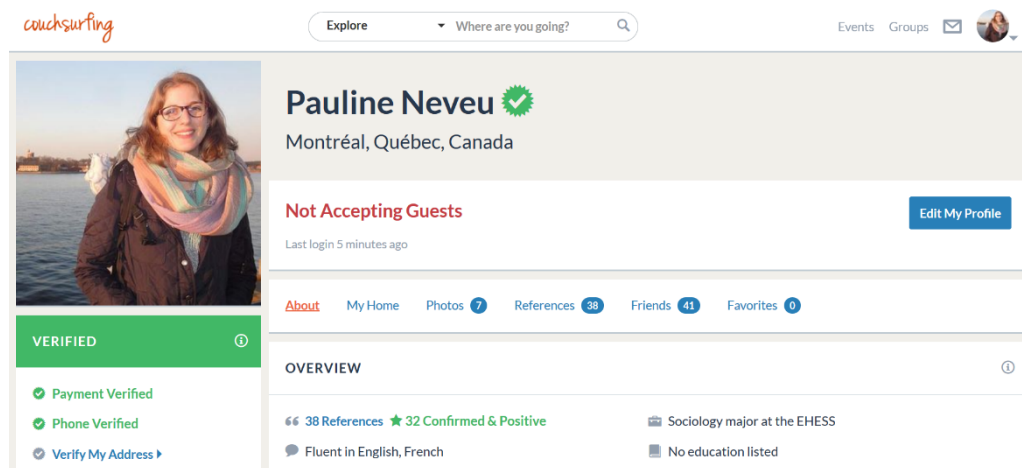 couchsurfing
Explore Where are you going?
Events Groups
Pauline Neveu
Montréal, Québec, Canada
Not Accepting Guests
Edit My Profile
Last login 5 minutes ago
About My Home Photos 7 References 38 Friends 41 Favorites 0
VERIFIED
Payment Verified
Phone Verified
Verify My Address
OVERVIEW
38 References 32 Confirmed & Positive
Sociology major at the EHESS
Fluent in English, French
No education listed